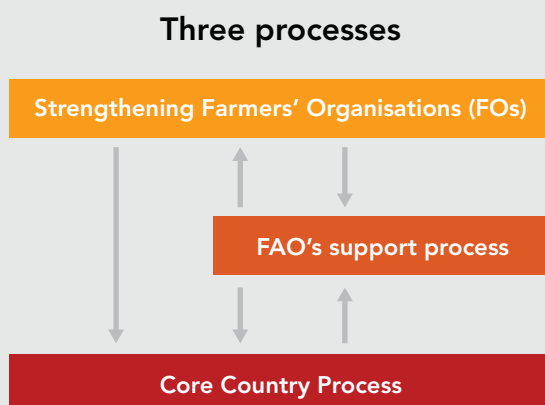 Three processes
Strengthening Farmers’ Organisations (FOs)
FAO’s support process
Core Country Process